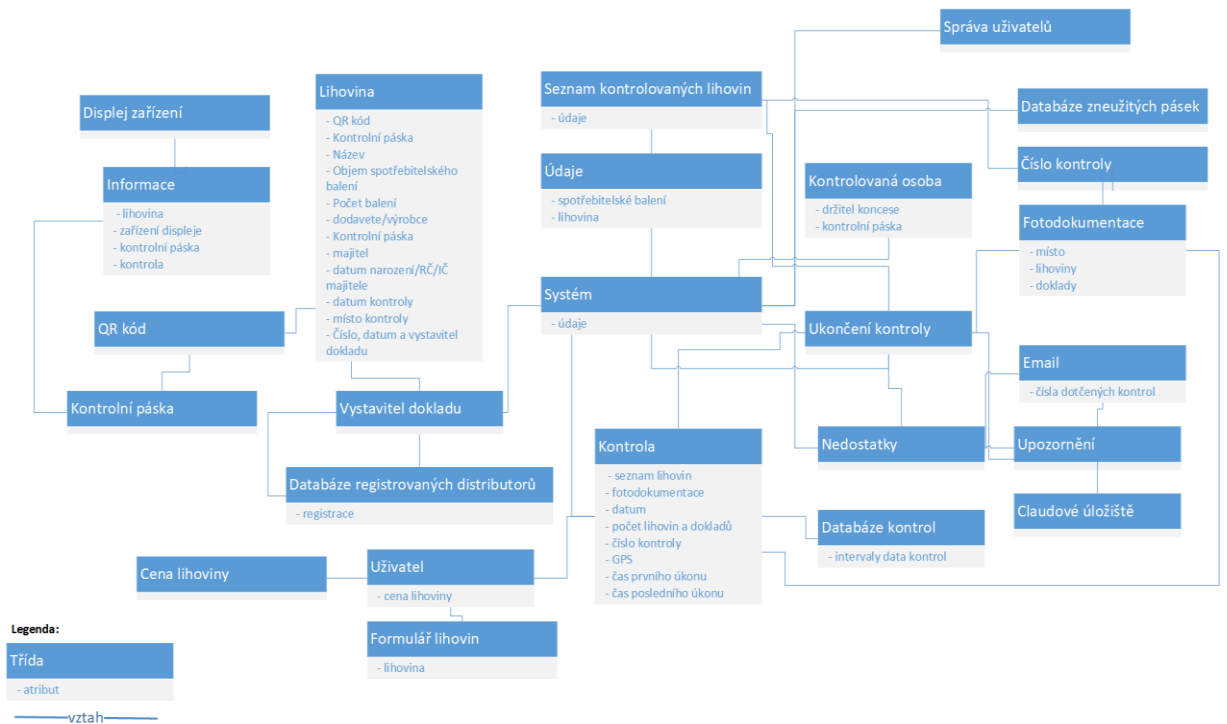 Správa uživatelů
Displej zařízení
Informace
- lihovina
- zařízení displeje
- kontrolní páska
- kontrola
Lihovina
- QR kód
- Kontrolní páska
- Název
- Objem spotřebitelského
balení
- Počet balení
- dodavete/výrobce
- Kontrolní páska
- majitel
- datum narození/RČ/IČ
majitele
- datum kontroly
- místo kontroly
- Číslo, datum a vystavitel
dokladu
Seznam kontrolovaných lihovin
- údaje
Údaje
- spotřebitelské balení
- lihovina
Databáze zneužitých pásek
Číslo kontroly
Kontrolovaná osoba
- držitel koncese
- kontrolní páska
Fotodokumentace
- místo
- lihoviny
- doklady
QR kód
Systém
- údaje
Ukončení kontroly
Email
- čísla dotčených kontrol
Kontrolní páska
Vystavitel dokladu
Nedostatky
Upozornění
Kontrola
- seznam lihovin
- fotodokumentace
- datum
- počet lihovin a dokladů
- číslo kontroly
- GPS
- čas prvního úkonu
- čas posledního úkonu
Databáze registrovaných distributorů
- registrace
Claudové úložiště
Databáze kontrol
- intervaly data kontrol
Cena lihoviny
Uživatel
- cena lihoviny
Formulář lihovin
- lihovina
Legenda:
Třída
- atribut
vztah